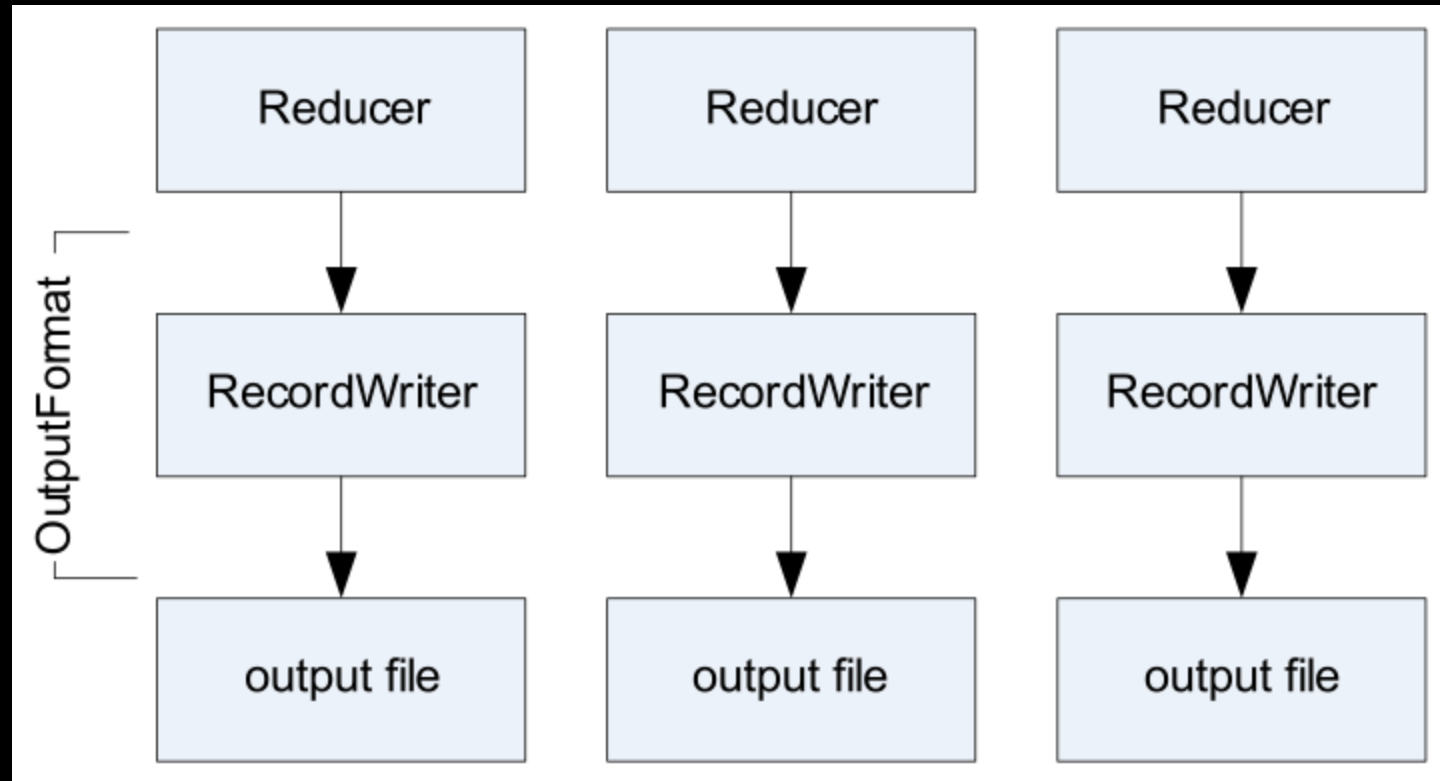 Reducer
Reducer
Reducer
OutputFormat
RecordWriter
RecordWriter
RecordWriter
output file
output file
output file